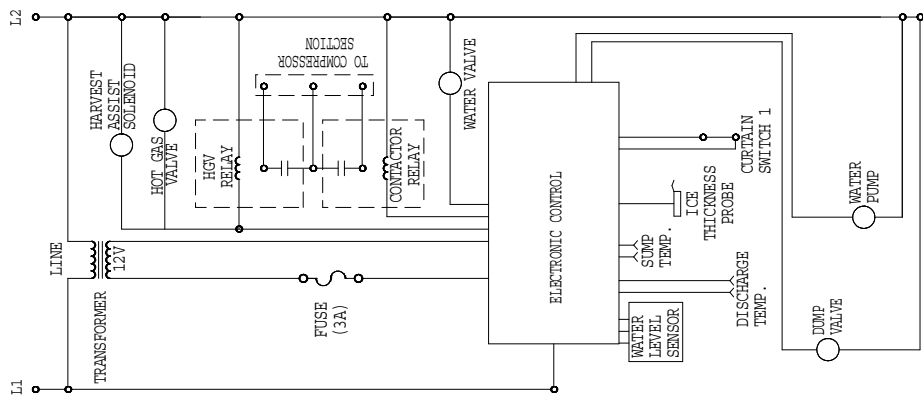 L2
HARVEST
ASSIST
SOLENOID
HOT GAS
VALVE
HGV
RELAY
TO COMPRESSOR
SECTION
CONTACTOR
RELAY
WATER VALVE
LINE
12V
TRANSFORMER
FUSE
(3A)
ELECTRONIC CONTROL
CURTAIN
SWITCH 1
ICE
THICKNESS
PROBE
SUMP
TEMP.
DISCHARGE
TEMP.
WATER
LEVEL
SENSOR
WATER
PUMP
DUMP
VALVE
L1